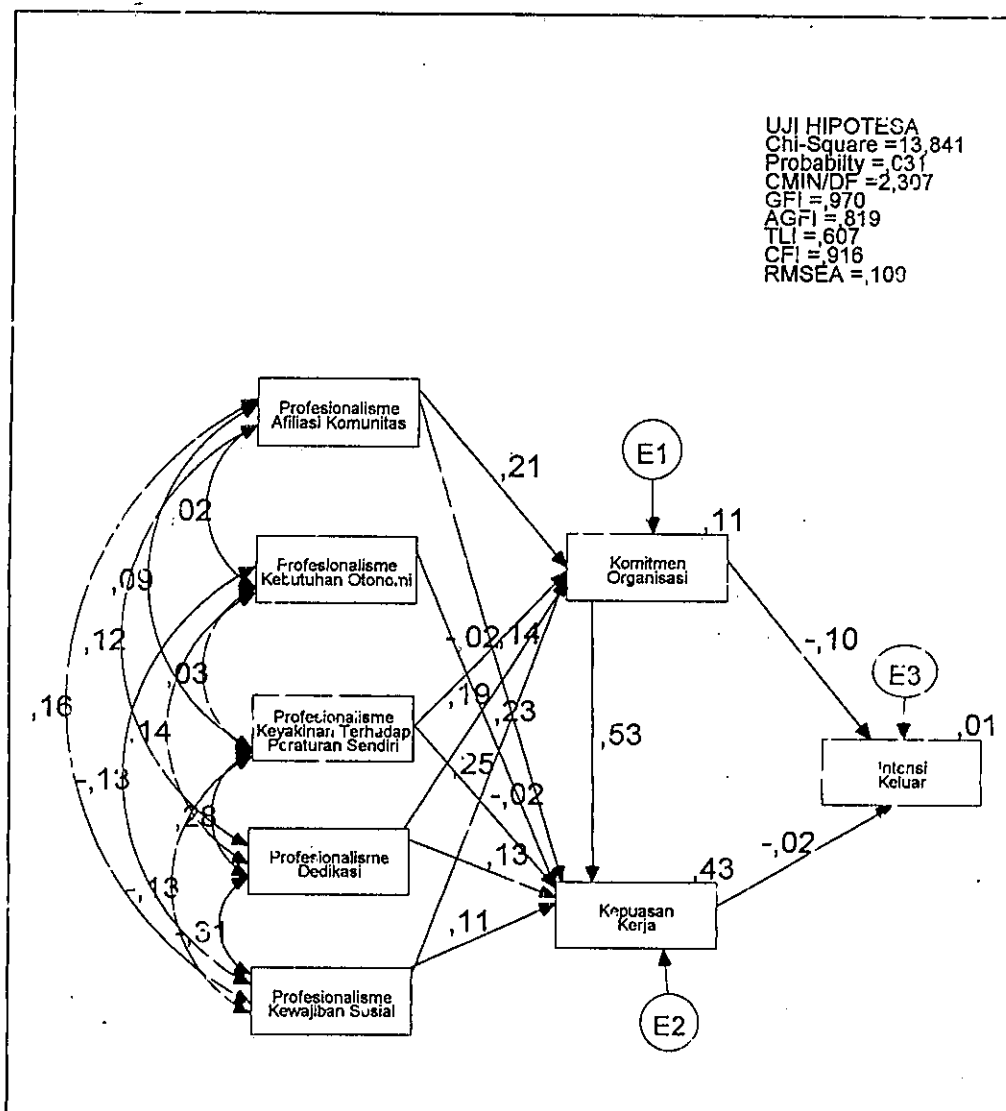 UJI HIPOTESA
Chi-Square =13,841
Probabilty =,031
CMIN/DF =2,307
GFI =,970
AGFI =,819
TLI =,607
CFI =,916
RMSEA =,109
Profesionalisme
Afiliasi Komunitas
E1
,21
,11
,02
Profesionalisme
Kebutuhan Otonomi
Komitmen
Organisasi
,09
,12
-,02
,14
-,10
E3
,03
,19
,23
,16
Profesionalisme
Keyakinan Terhadap
Peraturan Sendiri
,53
,01
,14
,25
Intensi
Keluar
-,13
-,02
,28
-,02
Profesionalisme
Dedikasi
,13
,43
-,13
Kepuasan
Kerja
-,31
,11
Profesionalisme
Kewajiban Sosial
E2